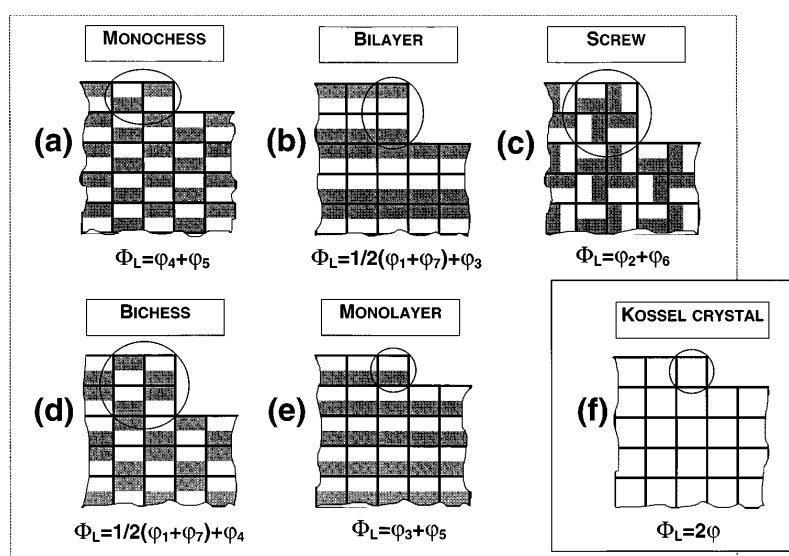 MONOCHESS
BILAYER
SCREW
(a)
(b)
(c)
ΦL=φ4+φ5
ΦL=1/2(φ1+φ7)+φ3
ΦL=φ2+φ6
BICHESS
MONOLAYER
KOSSEL CRYSTAL
(d)
(e)
(f)
ΦL=1/2(φ1+φ7)+φ4
ΦL=φ3+φ5
ΦL=2φ